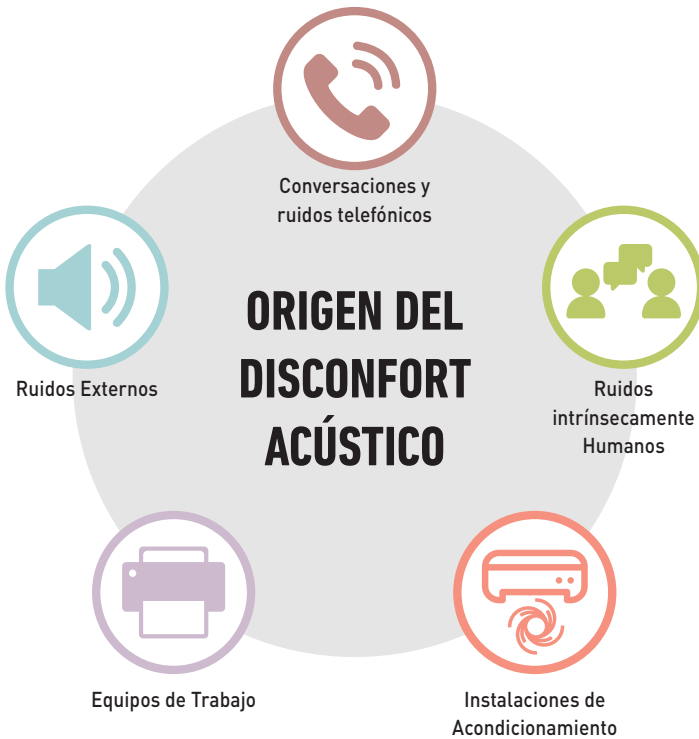 Conversaciones y
ruidos telefónicos
ORIGEN DEL
DISCONFORT
ACÚSTICO
Ruidos Externos
Ruidos
intrínsecamente
Humanos
Equipos de Trabajo
Instalaciones de
Acondicionamiento